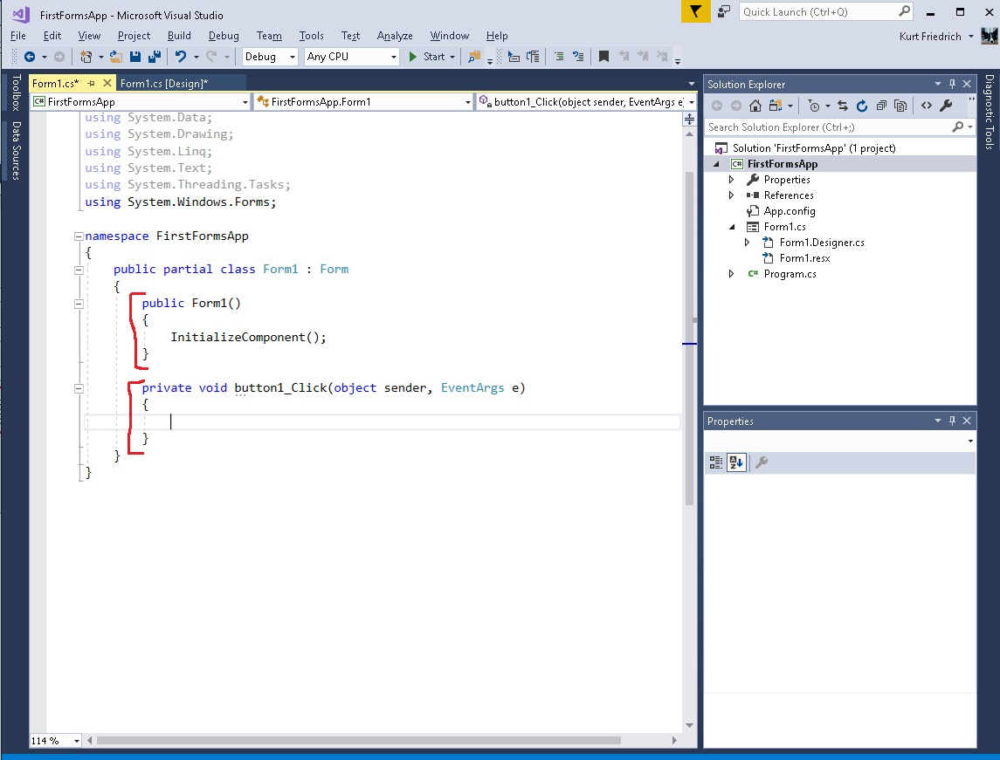 FirstFormsApp - Microsoft Visual Studio
Quick Launch (Ctrl+Q)
File Edit View Project Build Debug Team Tools Test Analyze Window Help
Kurt Friedrich
Debug Any CPU Start
Toolbox
Data Sources
Form1.cs* Form1.cs [Design]*
FirstFormsApp FirstFormsApp.Form1 button1_Click(object sender, EventArgs e)
using System.Data;
using System.Drawing;
using System.Linq;
using System.Text;
using System.Threading.Tasks;
using System.Windows.Forms;
namespace FirstFormsApp
{
public partial class Form1 : Form
{
public Form1()
{
InitializeComponent();
}
private void button1_Click(object sender, EventArgs e)
{
}
}
}
114 %
Solution Explorer
Search Solution Explorer (Ctrl+;)
Solution 'FirstFormsApp' (1 project)
C# FirstFormsApp
Properties
References
App.config
Form1.cs
Form1.Designer.cs
Form1.resx
C# Program.cs
Properties
Diagnostic Tools